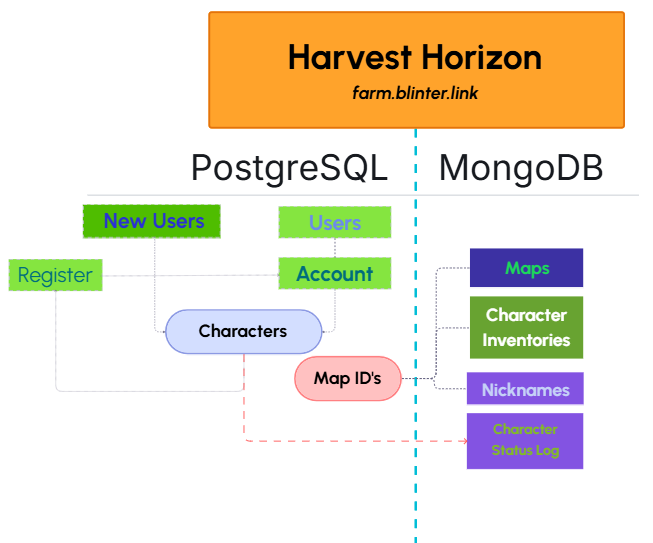 Harvest Horizon
farm.blinter.link
PostgreSQL
MongoDB
New Users
Users
Register
Account
Maps
Characters
Character
Inventories
Map ID's
Nicknames
Character
Status Log